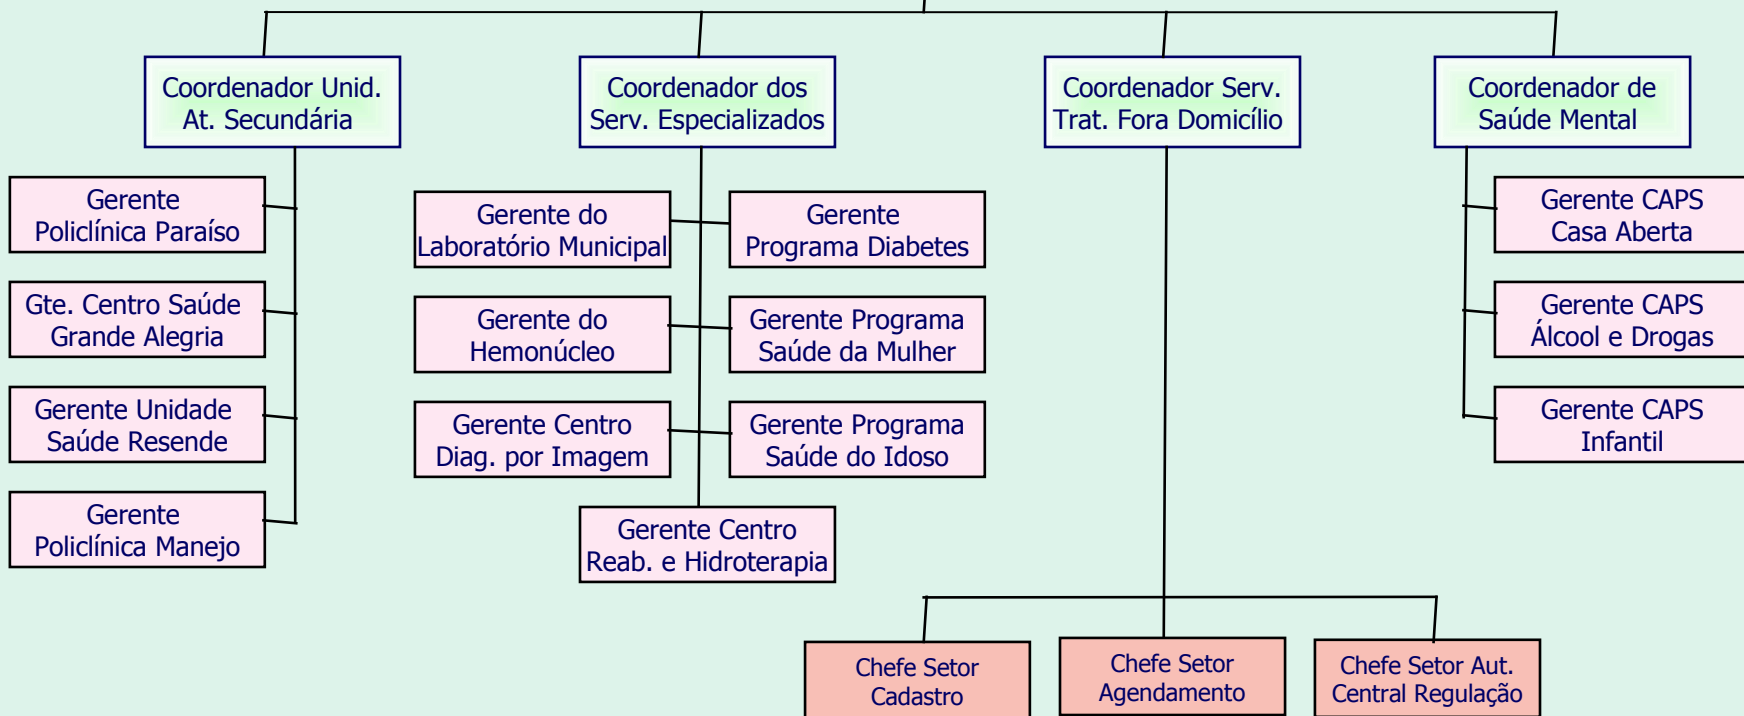 Coordenador Unid.
At. Secundária
Coordenador dos
Serv. Especializados
Coordenador Serv.
Trat. Fora Domicílio
Coordenador de
Saúde Mental
Gerente
Policlínica Paraíso
Gte. Centro Saúde
Grande Alegria
Gerente Unidade
Saúde Resende
Gerente
Policlínica Manejo
Gerente do
Laboratório Municipal
Gerente
Programa Diabetes
Gerente do
Hemonúcleo
Gerente Programa
Saúde da Mulher
Gerente Centro
Diag. por Imagem
Gerente Programa
Saúde do Idoso
Gerente Centro
Reab. e Hidroterapia
Chefe Setor
Cadastro
Chefe Setor
Agendamento
Chefe Setor Aut.
Central Regulação
Gerente CAPS
Casa Aberta
Gerente CAPS
Álcool e Drogas
Gerente CAPS
Infantil